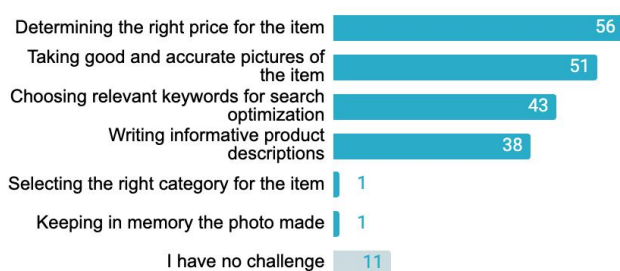 Determining the right price for the item
56
Taking good and accurate pictures of
the item
51
Choosing relevant keywords for search
optimization
43
Writing informative product
descriptions
38
Selecting the right category for the item
1
Keeping in memory the photo made
1
I have no challenge
11